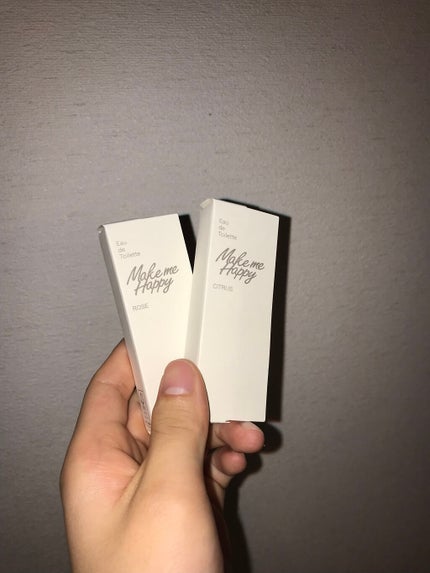 Eau
de
Toilette
Make me
Happy
ROSE
Eau
de
Toilette
Make me
Happy
CITRUS